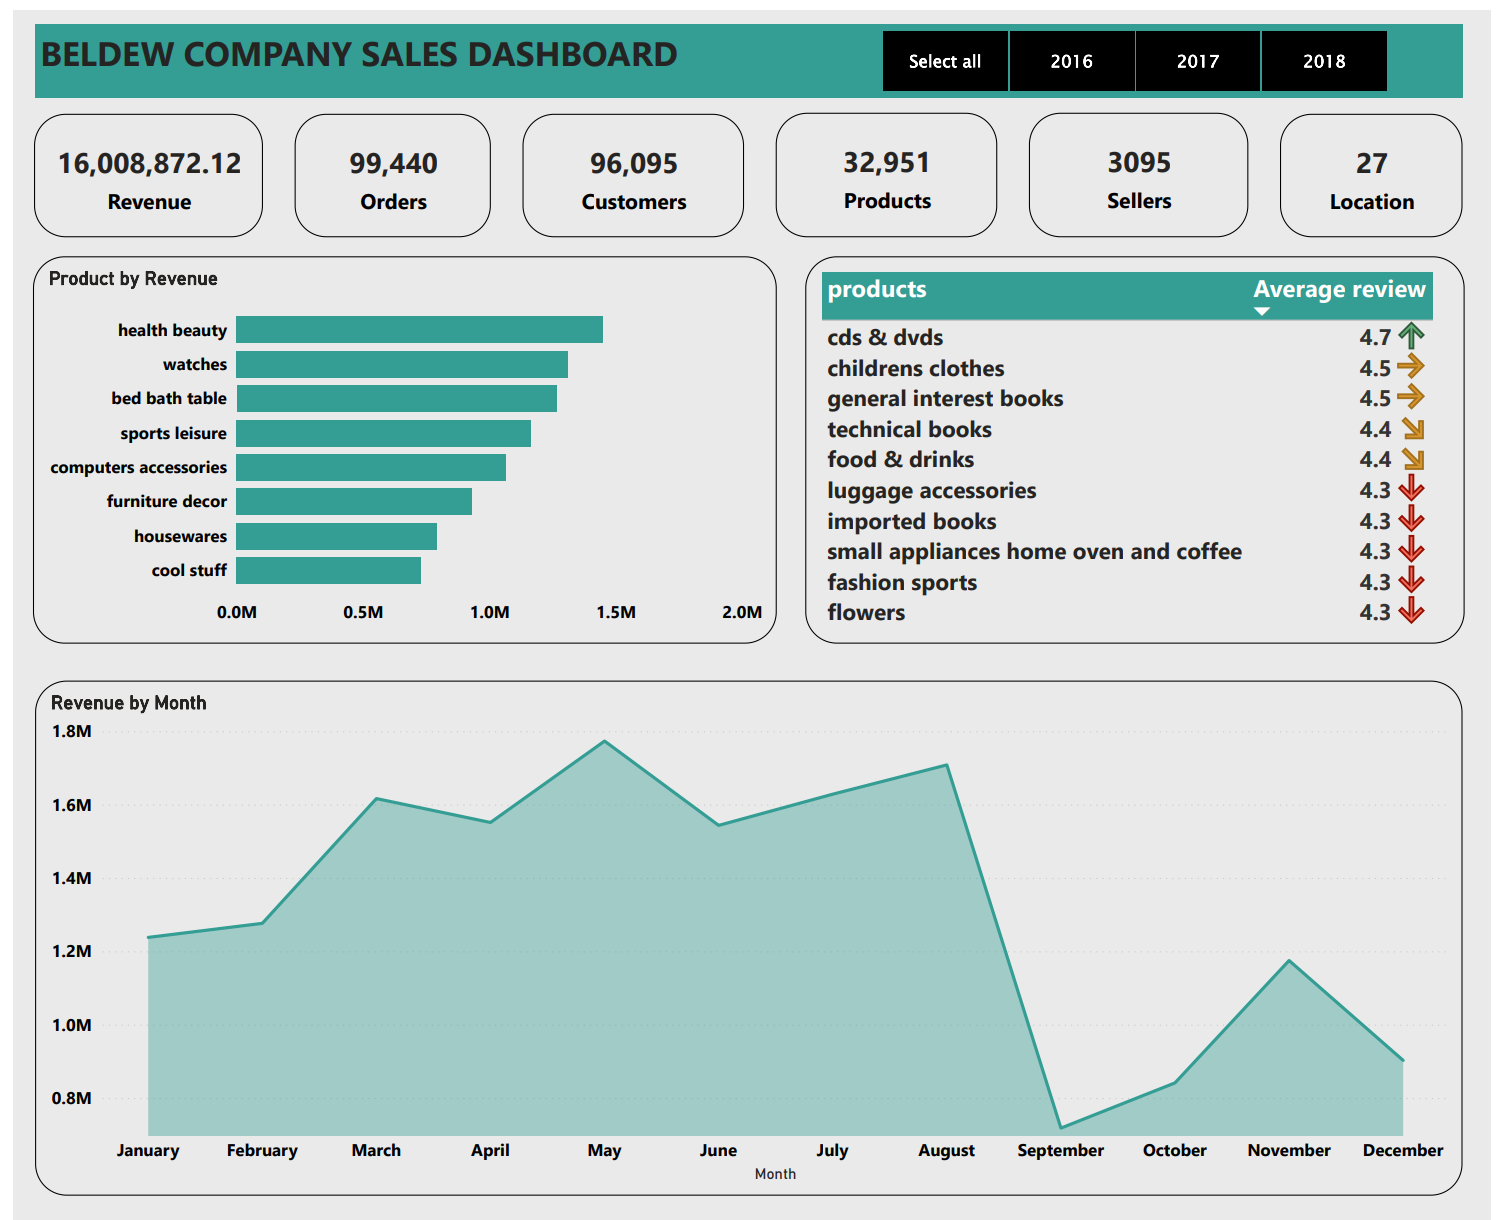 BELDEW COMPANY SALES DASHBOARD
Select all 2016 2017 2018
16,008,872.12 99,440 96,095 32,951 3095 27
Revenue Orders Customers Products Sellers Location
Product by Revenue
health beauty
watches
bed bath table
sports leisure
computers accessories
furniture decor
housewares
cool stuff
0.0M 0.5M 1.0M 1.5M 2.0M
products Average review
cds & dvds 4.7
childrens clothes 4.5
general interest books 4.5
technical books 4.4
food & drinks 4.4
luggage accessories 4.3
imported books 4.3
small appliances home oven and coffee 4.3
fashion sports 4.3
flowers 4.3
Revenue by Month
1.8M
1.6M
1.4M
1.2M
1.0M
0.8M
January February March April May June July August September October November December
Month